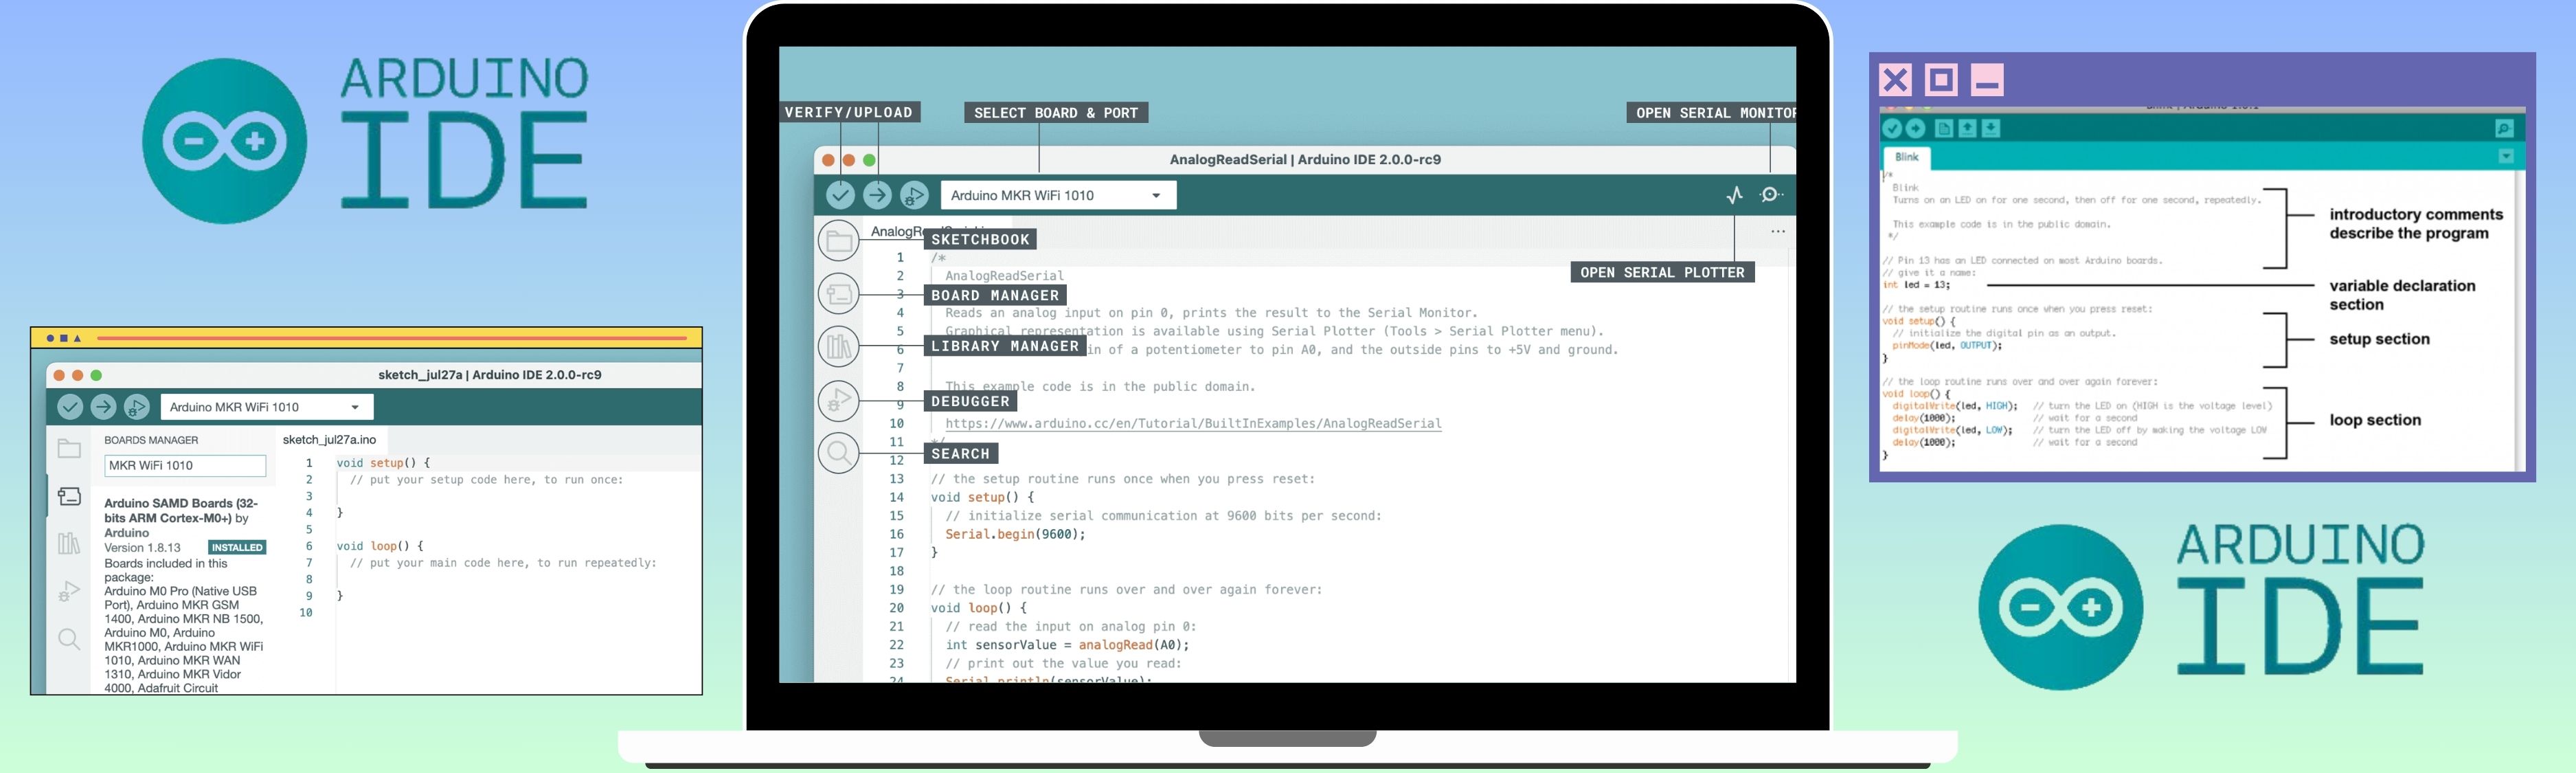 ARDUINO
IDE
sketch_jul27a | Arduino IDE 2.0.0-rc9
Arduino MKR WiFi 1010
BOARDS MANAGER
MKR WiFi 1010
Arduino SAMD Boards (32-
bits ARM Cortex-M0+) by
Arduino
Version 1.8.13 INSTALLED
Boards included in this
package:
Arduino M0 Pro (Native USB
Port), Arduino MKR GSM
1400, Arduino MKR NB 1500,
Arduino M0, Arduino
MKR1000, Arduino MKR WiFi
1010, Arduino MKR WAN
1310, Arduino MKR Vidor
4000, Adafruit Circuit
sketch_jul27a.ino
1 void setup() {
2 // put your setup code here, to run once:
3
4 }
5
6 void loop() {
7 // put your main code here, to run repeatedly:
8
9 }
10
VERIFY/UPLOAD
SELECT BOARD & PORT
OPEN SERIAL MONITOR
AnalogReadSerial | Arduino IDE 2.0.0-rc9
Arduino MKR WiFi 1010
SKETCHBOOK
BOARD MANAGER
LIBRARY MANAGER
DEBUGGER
SEARCH
OPEN SERIAL PLOTTER
1 /*
2 AnalogReadSerial
3
4 Reads an analog input on pin 0, prints the result to the Serial Monitor.
5 Graphical representation is available using Serial Plotter (Tools > Serial Plotter menu).
6 in of a potentiometer to pin A0, and the outside pins to +5V and ground.
7
8 This example code is in the public domain.
9
10 https://www.arduino.cc/en/Tutorial/BuiltInExamples/AnalogReadSerial
11 */
12
13 // the setup routine runs once when you press reset:
14 void setup() {
15 // initialize serial communication at 9600 bits per second:
16 Serial.begin(9600);
17 }
18
19 // the loop routine runs over and over again forever:
20 void loop() {
21 // read the input on analog pin 0:
22 int sensorValue = analogRead(A0);
23 // print out the value you read:
24 Serial.println(sensorValue);
Blink
/*
Blink
Turns on an LED on for one second, then off for one second, repeatedly.
This example code is in the public domain.
*/
// Pin 13 has an LED connected on most Arduino boards.
// give it a name:
int led = 13;
// the setup routine runs once when you press reset:
void setup() {
// initialize the digital pin as an output.
pinMode(led, OUTPUT);
}
// the loop routine runs over and over again forever:
void loop() {
digitalWrite(led, HIGH); // turn the LED on (HIGH is the voltage level)
delay(1000); // wait for a second
digitalWrite(led, LOW); // turn the LED off by making the voltage LOW
delay(1000); // wait for a second
}
introductory comments
describe the program
variable declaration
section
setup section
loop section
ARDUINO
IDE